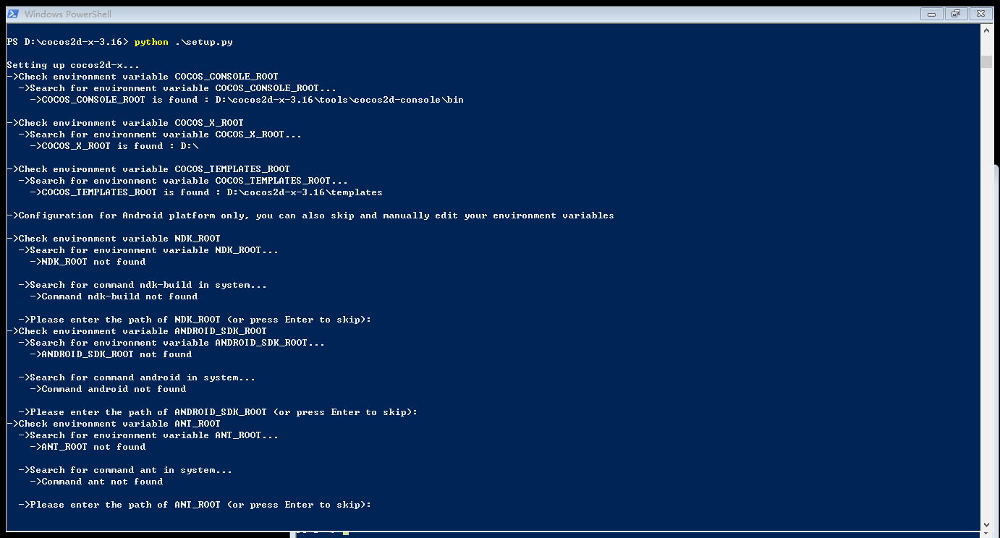 Windows PowerShell
PS D:\cocos2d-x-3.16> python .\setup.py
Setting up cocos2d-x...
->Check environment variable COCOS_CONSOLE_ROOT
->Search for environment variable COCOS_CONSOLE_ROOT...
->COCOS_CONSOLE_ROOT is found : D:\cocos2d-x-3.16\tools\cocos2d-console\bin
->Check environment variable COCOS_X_ROOT
->Search for environment variable COCOS_X_ROOT...
->COCOS_X_ROOT is found : D:\
->Check environment variable COCOS_TEMPLATES_ROOT
->Search for environment variable COCOS_TEMPLATES_ROOT...
->COCOS_TEMPLATES_ROOT is found : D:\cocos2d-x-3.16\templates
->Configuration for Android platform only, you can also skip and manually edit your environment variables
->Check environment variable NDK_ROOT
->Search for environment variable NDK_ROOT...
->NDK_ROOT not found
->Search for command ndk-build in system...
->Command ndk-build not found
->Please enter the path of NDK_ROOT (or press Enter to skip):
->Check environment variable ANDROID_SDK_ROOT
->Search for environment variable ANDROID_SDK_ROOT...
->ANDROID_SDK_ROOT not found
->Search for command android in system...
->Command android not found
->Please enter the path of ANDROID_SDK_ROOT (or press Enter to skip):
->Check environment variable ANT_ROOT
->Search for environment variable ANT_ROOT...
->ANT_ROOT not found
->Search for command ant in system...
->Command ant not found
->Please enter the path of ANT_ROOT (or press Enter to skip):